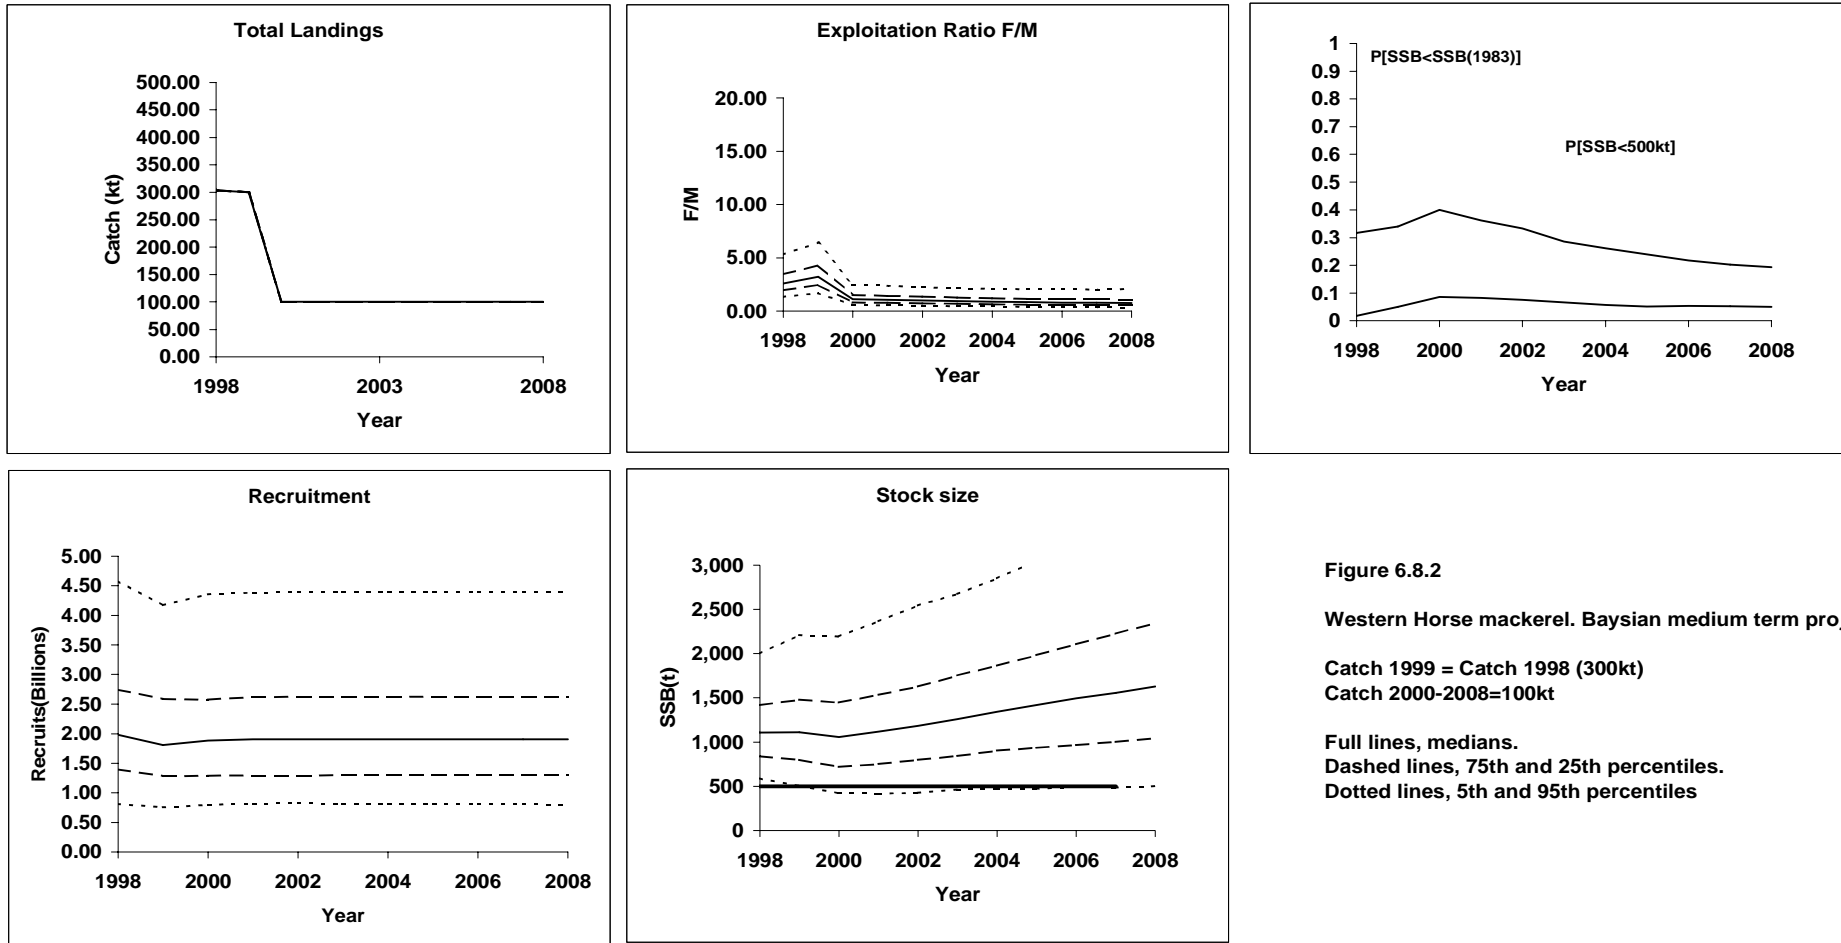 Total Landings
500.00
450.00
400.00
350.00
300.00
250.00
200.00
150.00
100.00
50.00
0.00
Catch (kt)
1998 2003 2008
Year
Exploitation Ratio F/M
20.00
15.00
10.00
5.00
0.00
F/M
1998 2000 2002 2004 2006 2008
Year
1
0.9
0.8
0.7
0.6
0.5
0.4
0.3
0.2
0.1
0
P[SSB<SSB(1983)]
P[SSB<500kt]
1998 2000 2002 2004 2006 2008
Year
Recruitment
5.00
4.50
4.00
3.50
3.00
2.50
2.00
1.50
1.00
0.50
0.00
Recruits(Billions)
1998 2000 2002 2004 2006 2008
Year
Stock size
3,000
2,500
2,000
1,500
1,000
500
0
SSB(t)
1998 2000 2002 2004 2006 2008
Year
Figure 6.8.2
Western Horse mackerel. Baysian medium term pro
Catch 1999 = Catch 1998 (300kt)
Catch 2000-2008=100kt
Full lines, medians.
Dashed lines, 75th and 25th percentiles.
Dotted lines, 5th and 95th percentiles